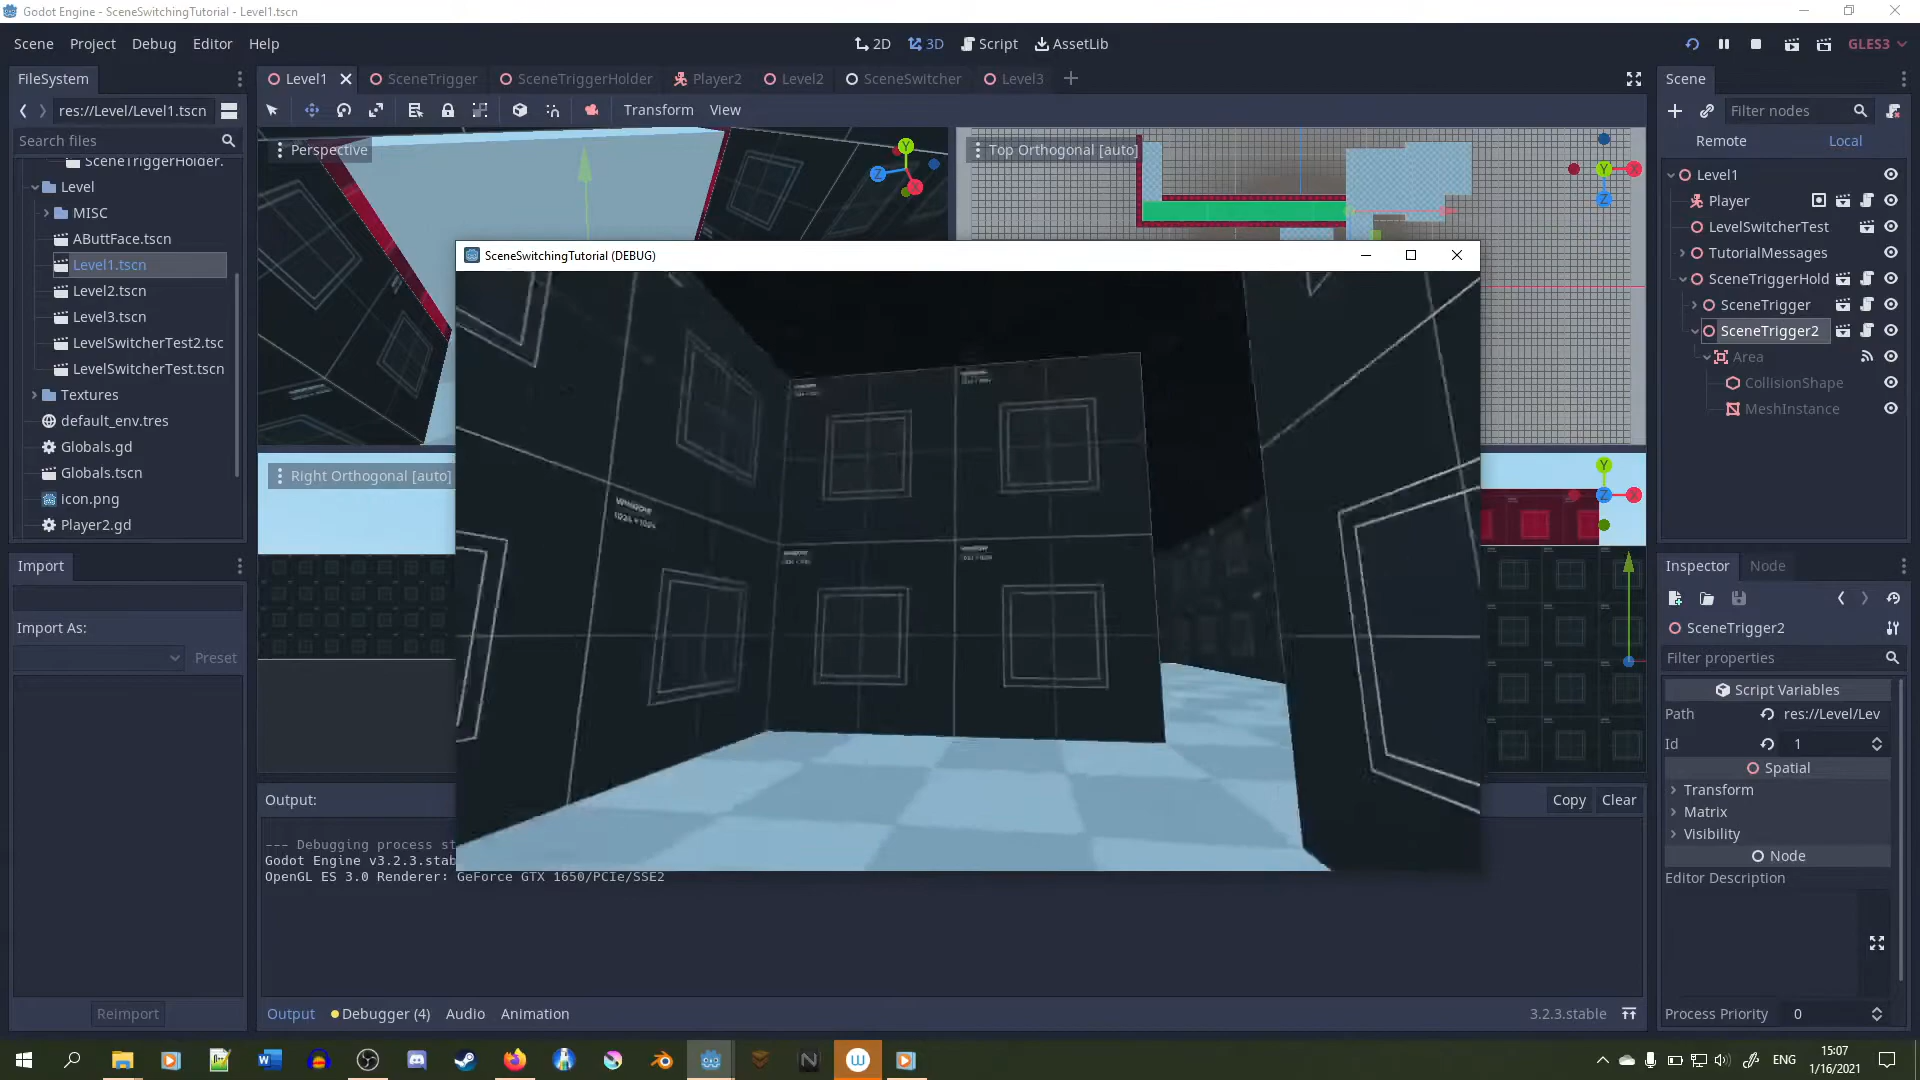 Godot Engine - SceneSwitchingTutorial - Level1.tscn
Scene Project Debug Editor Help
2D 3D Script AssetLib
GLES3
FileSystem
Level1 SceneTrigger SceneTriggerHolder Player2 Level2 SceneSwitcher Level3
Scene
res://Level/Level1.tscn
Transform View
Filter nodes
Search files
Perspective
Top Orthogonal [auto]
Remote Local
SceneTriggerHolder.
Level
MISC
AButtFace.tscn
Level1.tscn
Level2.tscn
Level3.tscn
LevelSwitcherTest2.tsc
LevelSwitcherTest.tscn
Textures
default_env.tres
Globals.gd
Globals.tscn
icon.png
Player2.gd
Level1
Player
LevelSwitcherTest
TutorialMessages
SceneTriggerHold
SceneTrigger
SceneTrigger2
Area
CollisionShape
MeshInstance
SceneSwitchingTutorial (DEBUG)
Right Orthogonal [auto]
Y
Z
X
Import
Import As:
Preset
Reimport
Inspector Node
SceneTrigger2
Filter properties
Script Variables
Path res://Level/Lev
Id 1
Spatial
Transform
Matrix
Visibility
Node
Editor Description
Process Priority 0
Output:
Copy Clear
--- Debugging process st
Godot Engine v3.2.3.stab
OpenGL ES 3.0 Renderer: GeForce GTX 1650/PCIe/SSE2
Output Debugger (4) Audio Animation
3.2.3.stable
ENG
15:07
1/16/2021